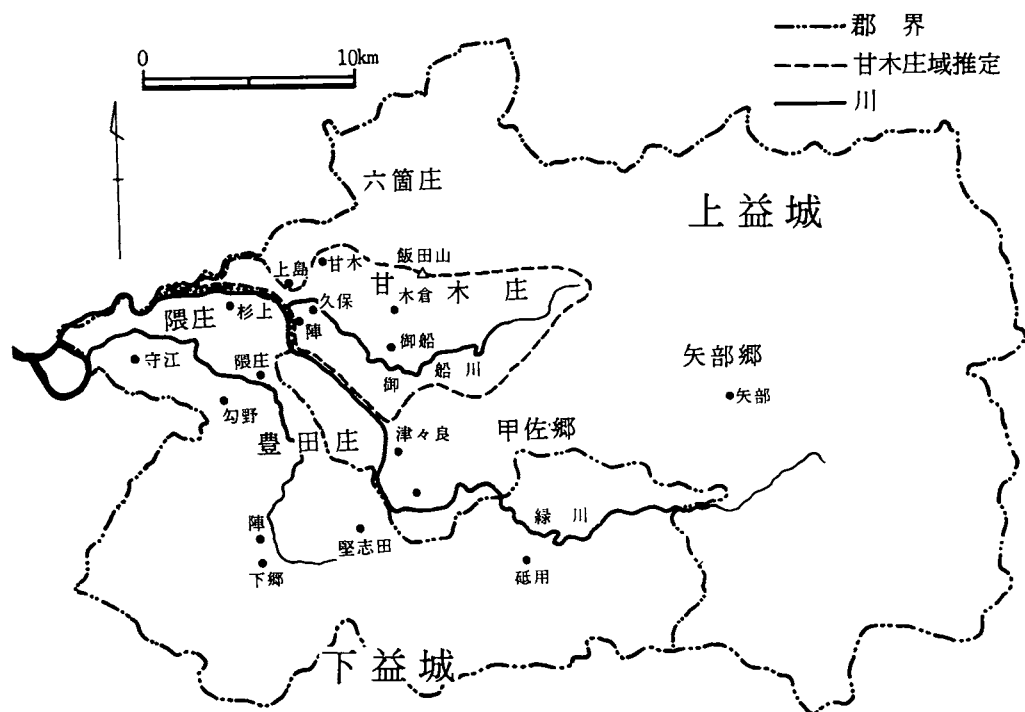 0 10km
郡界
甘木庄域推定
川
六箇庄
上益城
飯田山
上島
甘木
甘木庄
木倉
久保
隈庄
杉上
陣
御船
御船川
守江
隈庄
矢部郷
矢部
勾野
豊田庄
津々良
甲佐郷
緑川
陣
堅志田
下郷
砥用
下益城